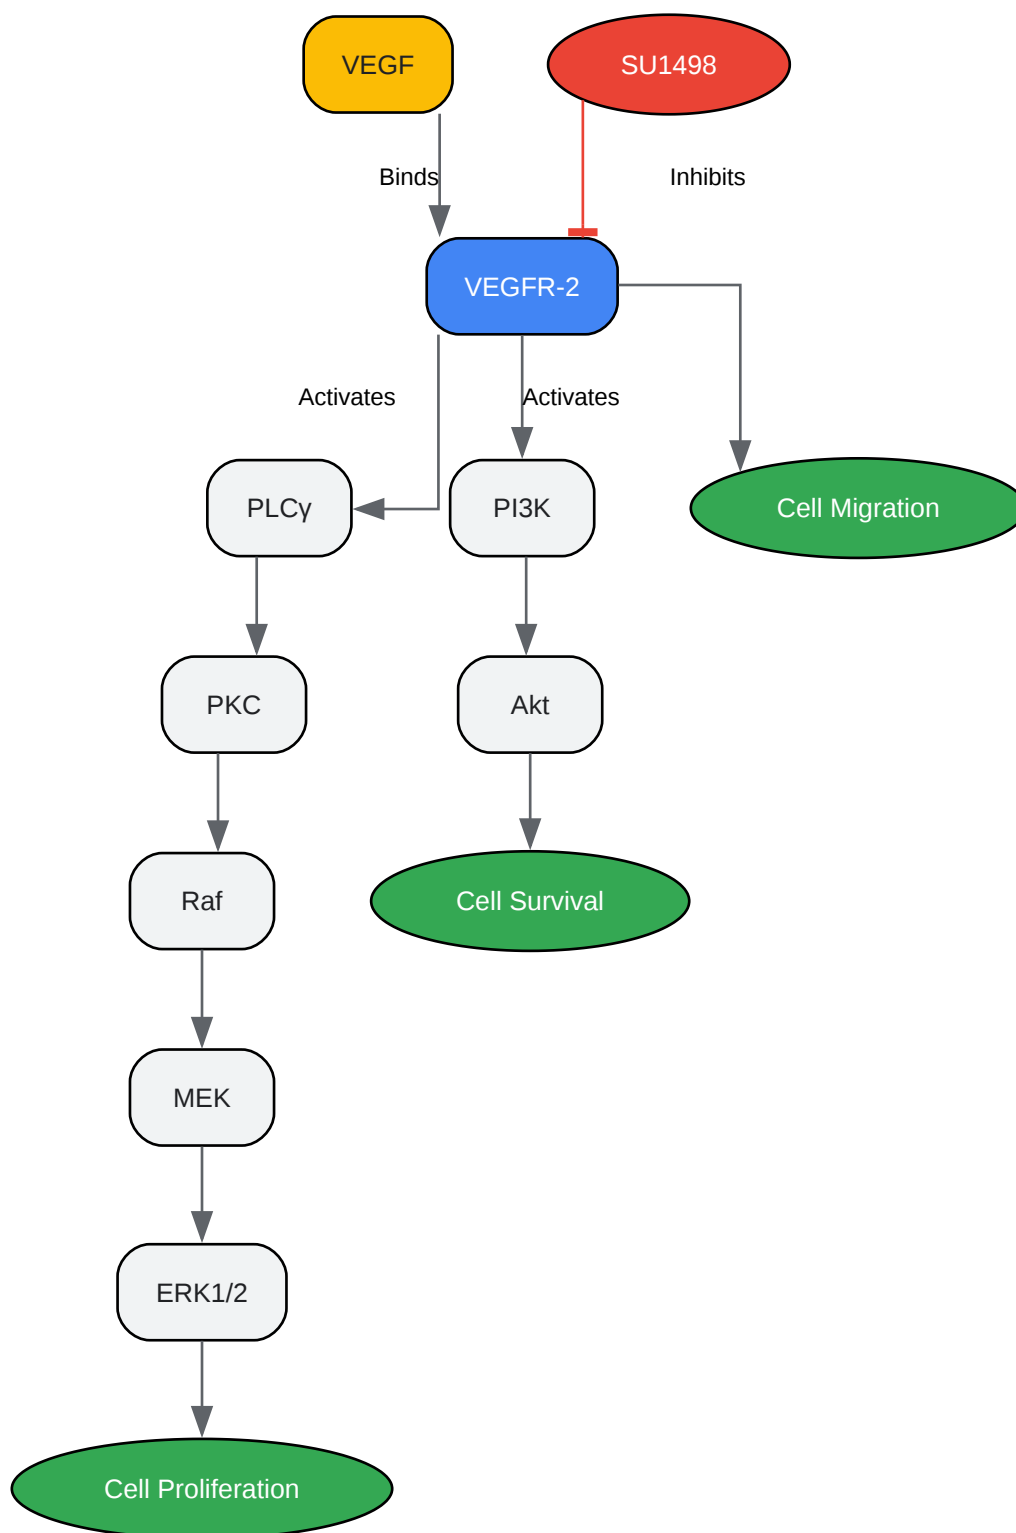 VEGF
SU1498
Binds
Inhibits
VEGFR-2
Activates
Activates
PLCγ
PI3K
Cell Migration
PKC
Akt
Raf
Cell Survival
MEK
ERK1/2
Cell Proliferation